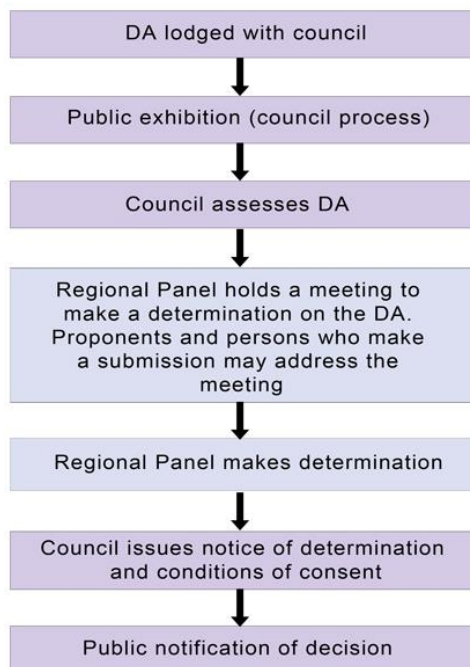 DA lodged with council
Public exhibition (council process)
Council assesses DA
Regional Panel holds a meeting to
make a determination on the DA.
Proponents and persons who make
a submission may address the
meeting
Regional Panel makes determination
Council issues notice of determination
and conditions of consent
Public notification of decision